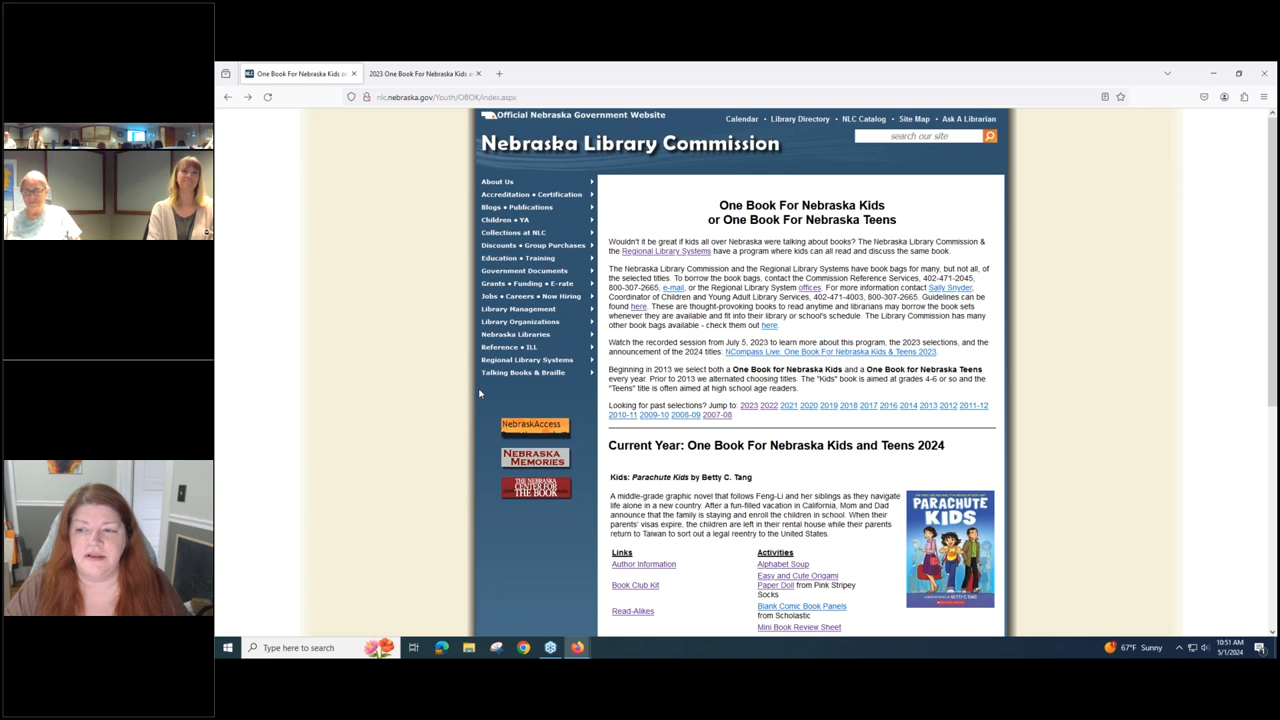 One Book For Nebraska Kids o
2023 One Book For Nebraska Kids a
nlc.nebraska.gov/Youth/OBOK/index.aspx
Official Nebraska Government Website
Calendar • Library Directory • NLC Catalog • Site Map • Ask A Librarian
Nebraska Library Commission
search our site
About Us
Accreditation • Certification
Blogs • Publications
Children • YA
Collections at NLC
Discounts • Group Purchases
Education • Training
Government Documents
Grants • Funding • E-rate
Jobs • Careers • Now Hiring
Library Management
Library Organizations
Nebraska Libraries
Reference • ILL
Regional Library Systems
Talking Books & Braille
NebraskAccess
NEBRASKA
MEMORIES
THE NEBRASKA
CENTER FOR
THE BOOK
One Book For Nebraska Kids
or One Book For Nebraska Teens
Wouldn't it be great if kids all over Nebraska were talking about books? The Nebraska Library Commission &
the Regional Library Systems have a program where kids can all read and discuss the same book.
The Nebraska Library Commission and the Regional Library Systems have book bags for many, but not all, of
the selected titles. To borrow the book bags, contact the Commission Reference Services, 402-471-2045,
800-307-2665, e-mail, or the Regional Library System offices. For more information contact Sally Snyder,
Coordinator of Children and Young Adult Library Services, 402-471-4003, 800-307-2665. Guidelines can be
found here. These are thought-provoking books to read anytime and librarians may borrow the book sets
whenever they are available and fit into their library or school's schedule. The Library Commission has many
other book bags available - check them out here.
Watch the recorded session from July 5, 2023 to learn more about this program, the 2023 selections, and the
announcement of the 2024 titles: NCompass Live: One Book For Nebraska Kids & Teens 2023.
Beginning in 2013 we select both a One Book for Nebraska Kids and a One Book for Nebraska Teens
every year. Prior to 2013 we alternated choosing titles. The "Kids" book is aimed at grades 4-6 or so and the
"Teens" title is often aimed at high school age readers.
Looking for past selections? Jump to: 2023 2022 2021 2020 2019 2018 2017 2016 2014 2013 2012 2011-12
2010-11 2009-10 2008-09 2007-08
Current Year: One Book For Nebraska Kids and Teens 2024
Kids: Parachute Kids by Betty C. Tang
A middle-grade graphic novel that follows Feng-Li and her siblings as they navigate
life alone in a new country. After a fun-filled vacation in California, Mom and Dad
announce that the family is staying and enroll the children in school. When their
parents' visas expire, the children are left in their rental house while their parents
return to Taiwan to sort out a legal reentry to the United States.
PARACHUTE
KIDS
BETTY C. TANG
Links
Author Information
Book Club Kit
Read-Alikes
Activities
Alphabet Soup
Easy and Cute Origami
Paper Doll from Pink Stripey
Socks
Blank Comic Book Panels
from Scholastic
Mini Book Review Sheet
Type here to search
67°F Sunny
10:51 AM
5/1/2024